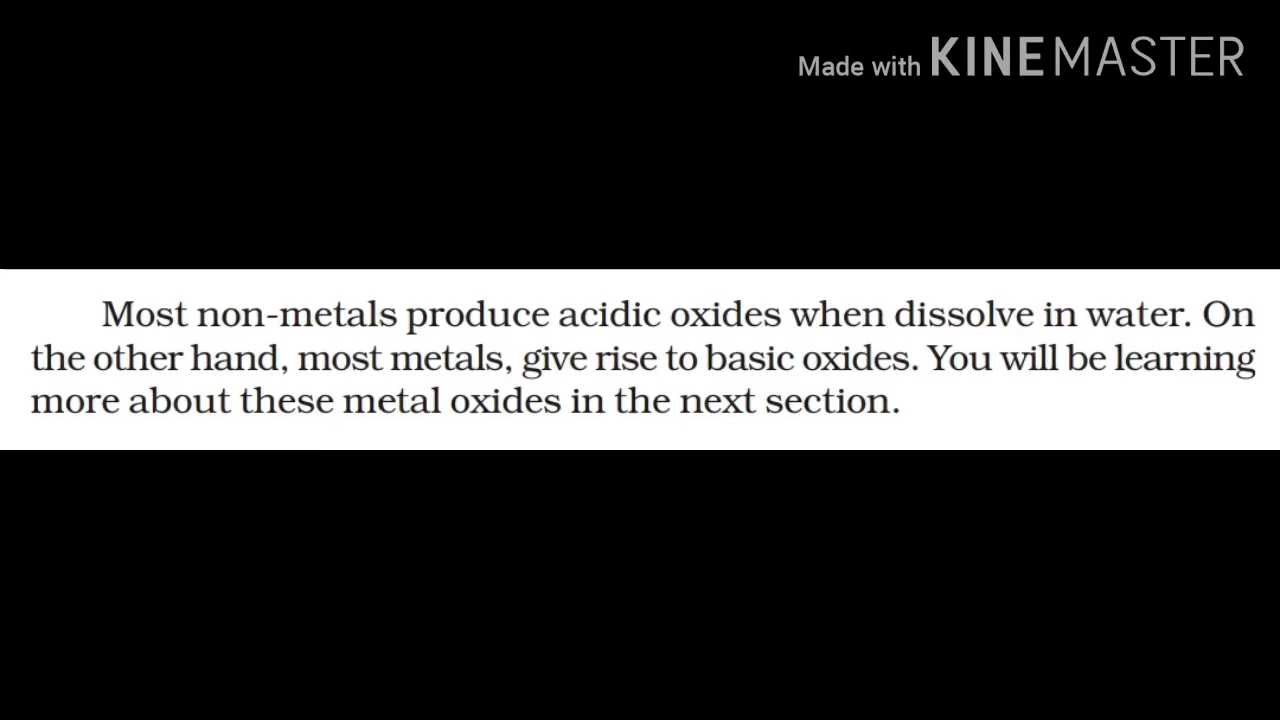 Made with KINEMASTER
Most non-metals produce acidic oxides when dissolve in water. On
the other hand, most metals, give rise to basic oxides. You will be learning
more about these metal oxides in the next section.